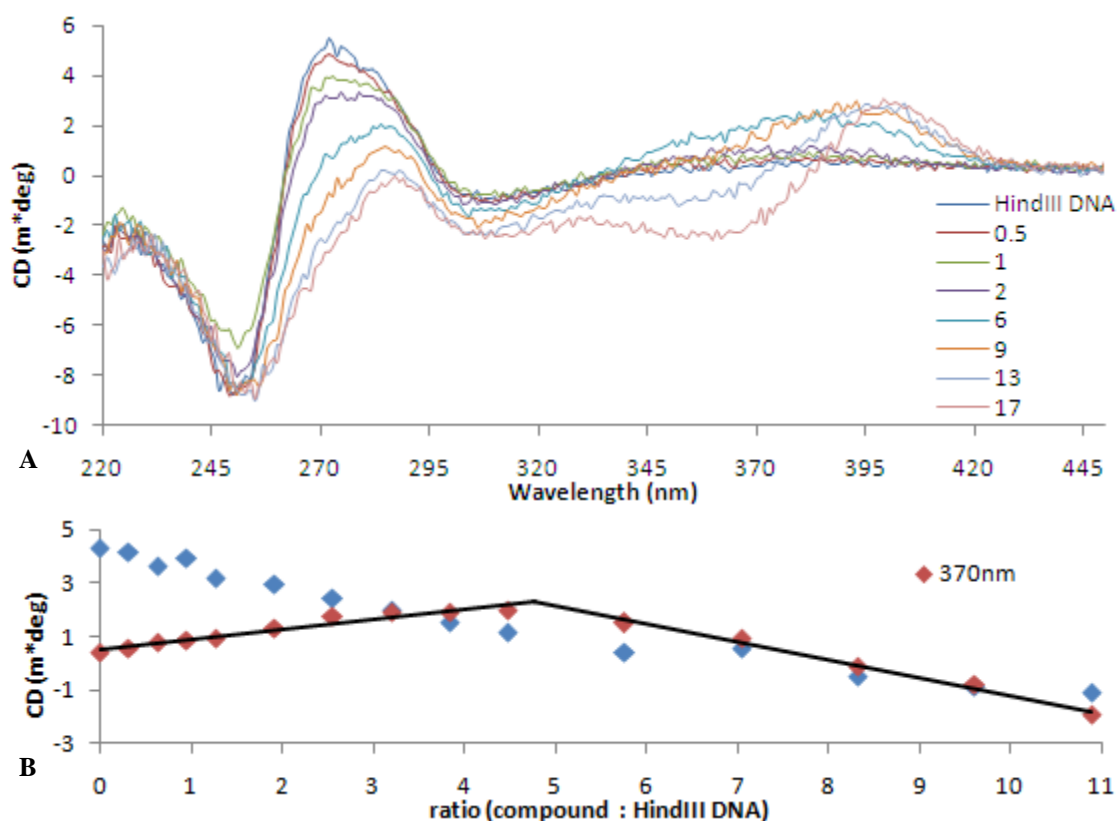 6
4
2
0
-2
-4
-6
-8
-10
CD (m*deg)
HindIII DNA
0.5
1
2
6
9
13
17
A
220 245 270 295 320 345 370 395 420 445
Wavelength (nm)
5
3
1
-1
-3
CD (m*deg)
370nm
B
0 1 2 3 4 5 6 7 8 9 10 11
ratio (compound : HindIII DNA)